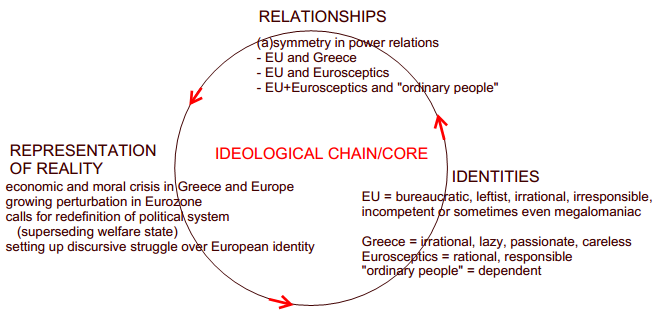 RELATIONSHIPS
(a)symmetry in power relations
- EU and Greece
- EU and Eurosceptics
- EU+Eurosceptics and "ordinary people"
IDEOLOGICAL CHAIN/CORE
REPRESENTATION
OF REALITY
economic and moral crisis in Greece and Europe
growing perturbation in Eurozone
calls for redefinition of political system
(superseding welfare state)
setting up discursive struggle over European identity
IDENTITIES
EU = bureaucratic, leftist, irrational, irresponsible,
incompetent or sometimes even megalomaniac
Greece = irrational, lazy, passionate, careless
Eurosceptics = rational, responsible
"ordinary people" = dependent